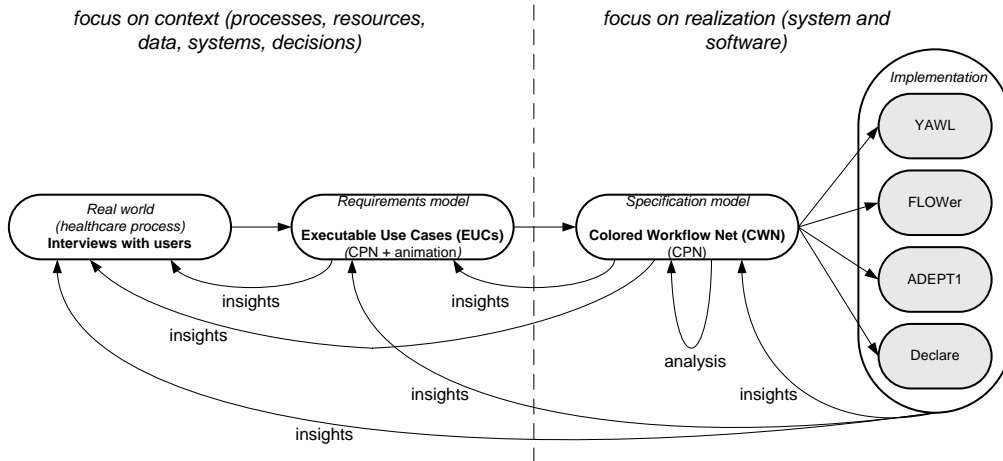 focus on context (processes, resources,
data, systems, decisions)
focus on realization (system and
software)
Implementation
YAWL
FLOWer
ADEPT1
Declare
Real world
(healthcare process)
Interviews with users
Requirements model
Executable Use Cases (EUCs)
(CPN + animation)
Specification model
Colored Workflow Net (CWN)
(CPN)
insights
insights
insights
analysis
insights
insights
insights